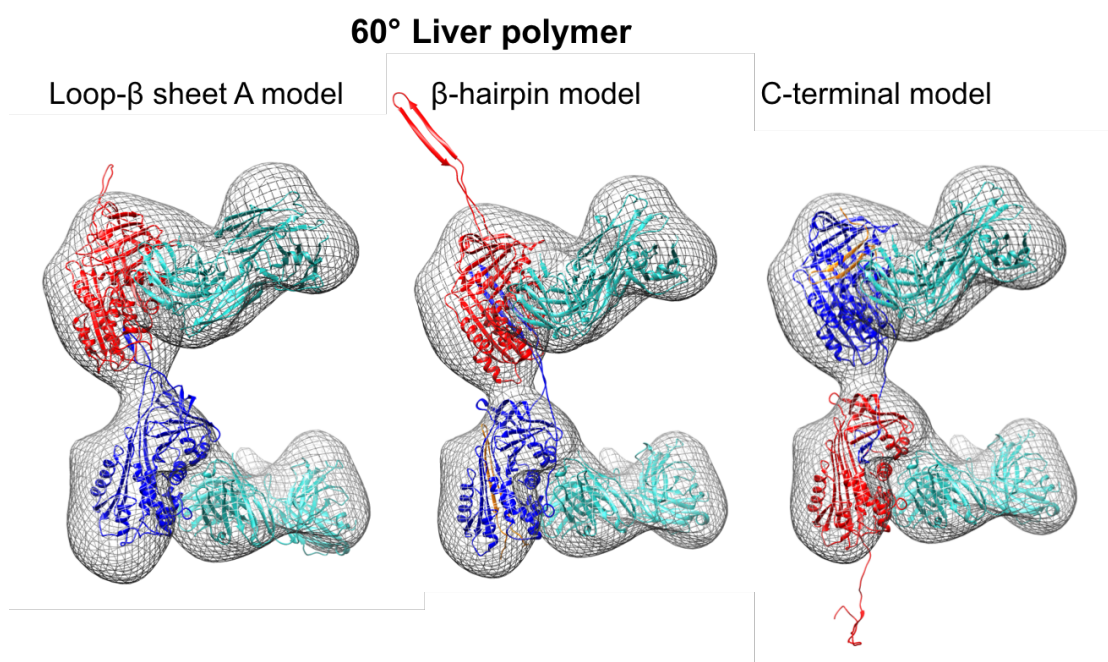 60° Liver polymer
Loop-β sheet A model
β-hairpin model
C-terminal model